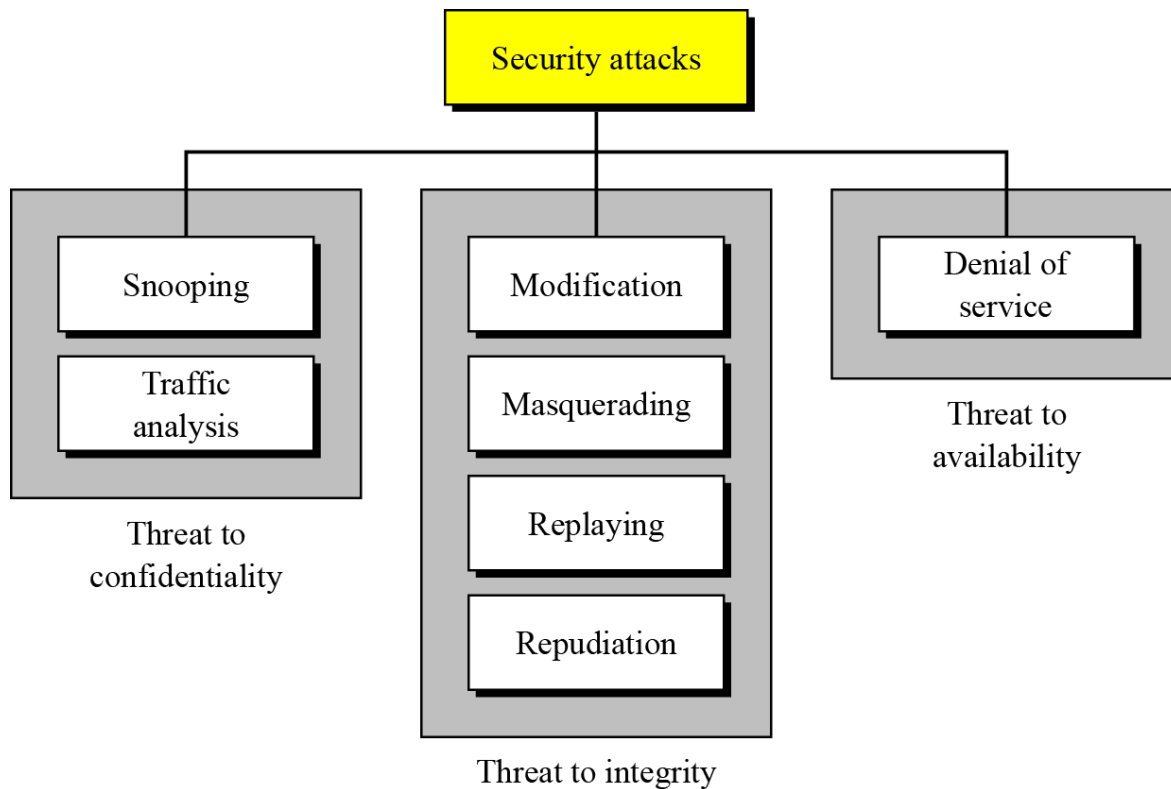 Security attacks
Snooping
Traffic
analysis
Threat to
confidentiality
Modification
Masquerading
Replaying
Repudiation
Threat to integrity
Denial of
service
Threat to
availability